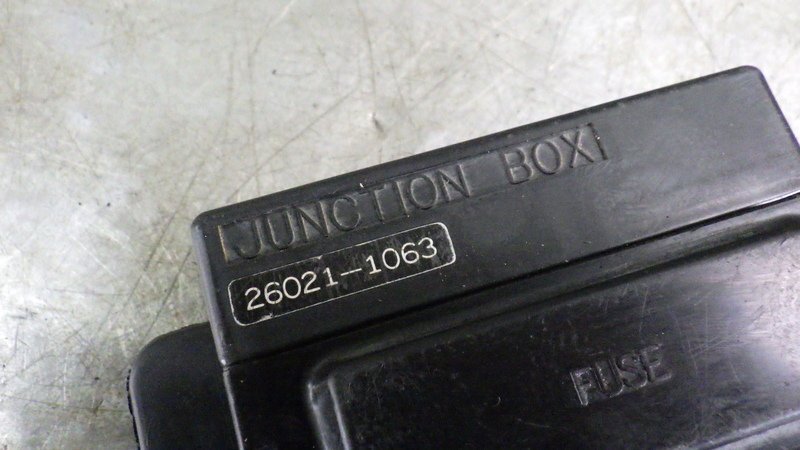 JUNCTION BOX
26021-1063
FUSE